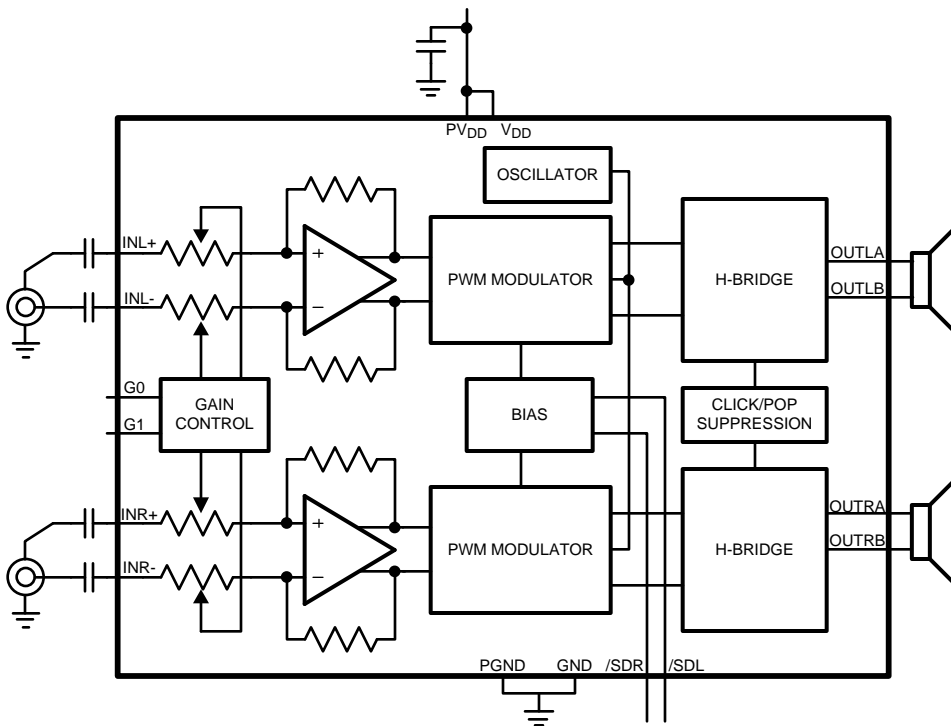 PVDD VDD
OSCILLATOR
INL+
+
PWM MODULATOR
H-BRIDGE
OUTLA
OUTLB
INL-
−
G0
G1
GAIN
CONTROL
BIAS
CLICK/POP
SUPPRESSION
INR+
+
PWM MODULATOR
H-BRIDGE
OUTRA
OUTRB
INR-
−
PGND GND /SDR /SDL